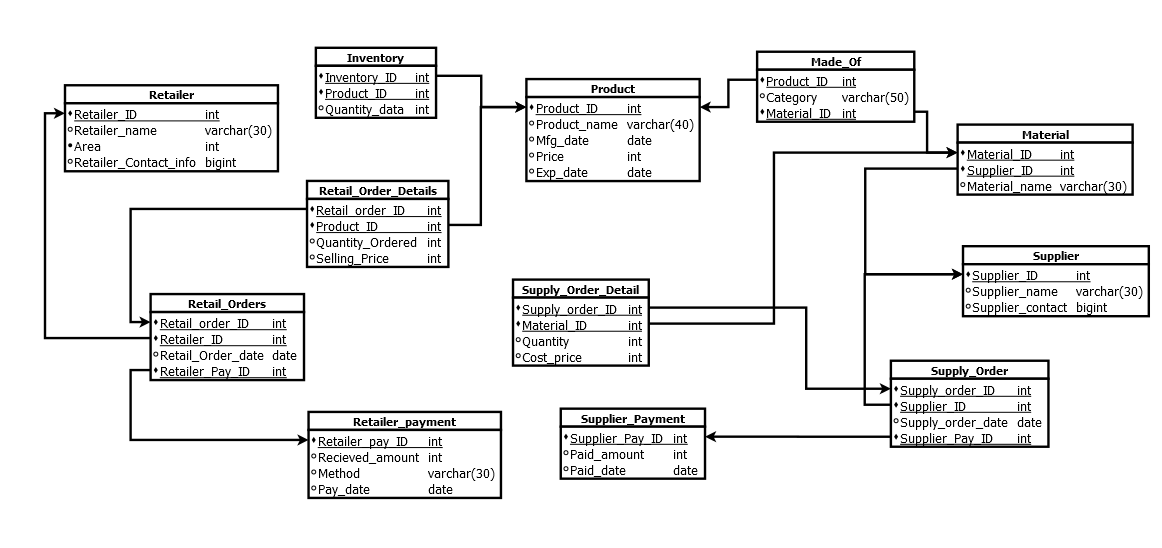 Inventory
Inventory_ID int
Product_ID int
Quantity_data int
Retailer
Retailer_ID int
Retailer_name varchar(30)
Area int
Retailer_Contact_info bigint
Product
Product_ID int
Product_name varchar(40)
Mfg_date date
Price int
Exp_date date
Made_Of
Product_ID int
Category varchar(50)
Material_ID int
Material
Material_ID int
Supplier_ID int
Material_name varchar(30)
Retail_Order_Details
Retail_order_ID int
Product_ID int
Quantity_Ordered int
Selling_Price int
Supplier
Supplier_ID int
Supplier_name varchar(30)
Supplier_contact bigint
Retail_Orders
Retail_order_ID int
Retailer_ID int
Retail_Order_date date
Retailer_Pay_ID int
Supply_Order_Detail
Supply_order_ID int
Material_ID int
Quantity int
Cost_price int
Supply_Order
Supply_order_ID int
Supplier_ID int
Supply_order_date date
Supplier_Pay_ID int
Retailer_payment
Retailer_pay_ID int
Recieved_amount int
Method varchar(30)
Pay_date date
Supplier_Payment
Supplier_Pay_ID int
Paid_amount int
Paid_date date